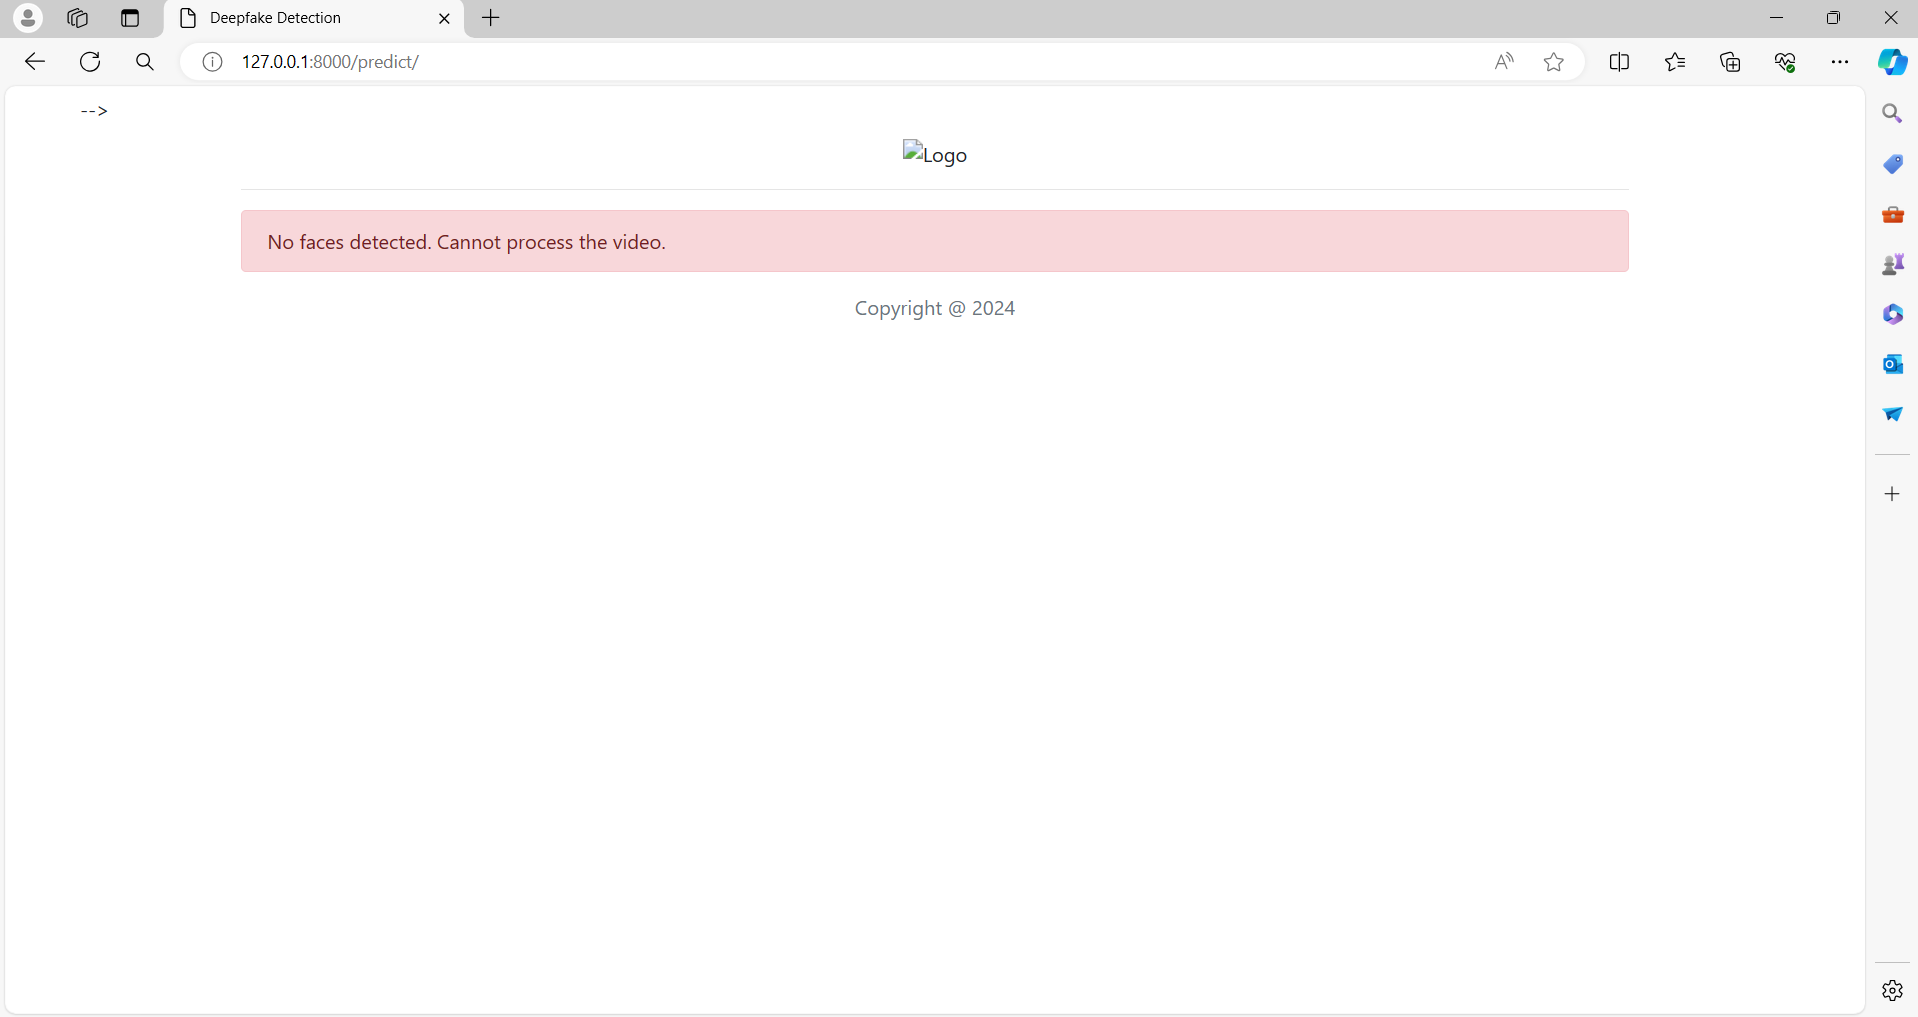 Deepfake Detection
127.0.0.1:8000/predict/
-->
Logo
No faces detected. Cannot process the video.
Copyright @ 2024